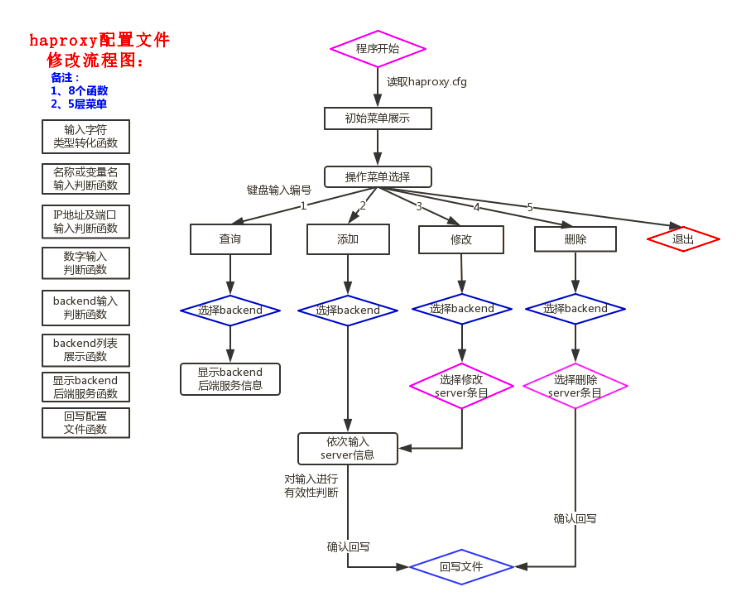 haproxy配置文件
修改流程图：
备注：
1、8个函数
2、5层菜单
输入字符
类型转化函数
名称或变量名
输入判断函数
IP地址及端口
输入判断函数
数字输入
判断函数
backend输入
判断函数
backend列表
展示函数
显示backend
后端服务函数
回写配置
文件函数
程序开始
读取haproxy.cfg
初始菜单展示
操作菜单选择
键盘输入编号
1
2
3
4
5
查询
添加
修改
删除
退出
选择backend
选择backend
选择backend
选择backend
显示backend
后端服务信息
选择修改
server条目
选择删除
server条目
依次输入
server信息
对输入进行
有效性判断
确认回写
确认回写
回写文件